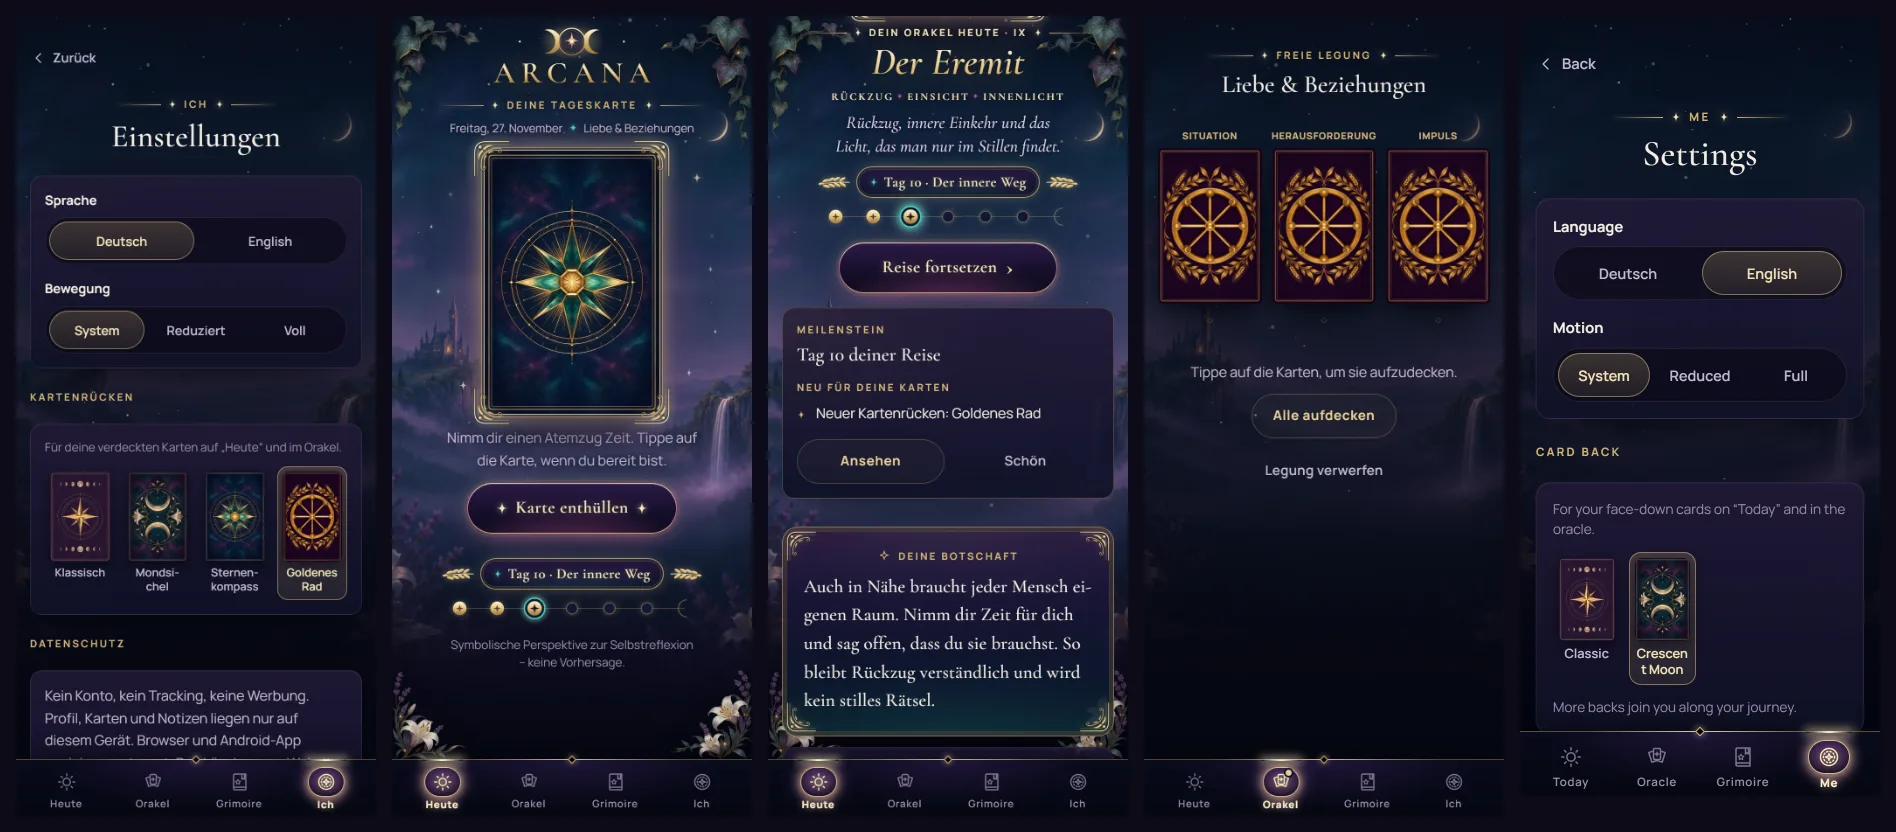 Zurück
ICH
Einstellungen
Sprache
Deutsch
English
Bewegung
System
Reduziert
Voll
KARTENRÜCKEN
Für deine verdeckten Karten auf „Heute“ und im Orakel.
Klassisch
Mondsi-
chel
Sternen-
kompass
Goldenes
Rad
DATENSCHUTZ
Kein Konto, kein Tracking, keine Werbung.
Profil, Karten und Notizen liegen nur auf
diesem Gerät. Browser und Android-App
Heute
Orakel
Grimoire
Ich
ARCANA
DEINE TAGESKARTE
Freitag, 27. November
Liebe & Beziehungen
Nimm dir einen Atemzug Zeit. Tippe auf
die Karte, wenn du bereit bist.
Karte enthüllen
Tag 10 · Der innere Weg
Symbolische Perspektive zur Selbstreflexion
– keine Vorhersage.
Heute
Orakel
Grimoire
Ich
DEIN ORAKEL HEUTE · IX
Der Eremit
RÜCKZUG • EINSICHT • INNENLICHT
Rückzug, innere Einkehr und das
Licht, das man nur im Stillen findet.
Tag 10 · Der innere Weg
Reise fortsetzen ›
MEILENSTEIN
Tag 10 deiner Reise
NEU FÜR DEINE KARTEN
Neuer Kartenrücken: Goldenes Rad
Ansehen
Schön
DEINE BOTSCHAFT
Auch in Nähe braucht jeder Mensch ei-
genen Raum. Nimm dir Zeit für dich
und sag offen, dass du sie brauchst. So
bleibt Rückzug verständlich und wird
kein stilles Rätsel.
Heute
Orakel
Grimoire
Ich
FREIE LEGUNG
Liebe & Beziehungen
SITUATION
HERAUSFORDERUNG
IMPULS
Tippe auf die Karten, um sie aufzudecken.
Alle aufdecken
Legung verwerfen
Heute
Orakel
Grimoire
Ich
Back
ME
Settings
Language
Deutsch
English
Motion
System
Reduced
Full
CARD BACK
For your face-down cards on “Today” and in the
oracle.
Classic
Crescen
t Moon
More backs join you along your journey.
Today
Oracle
Grimoire
Me